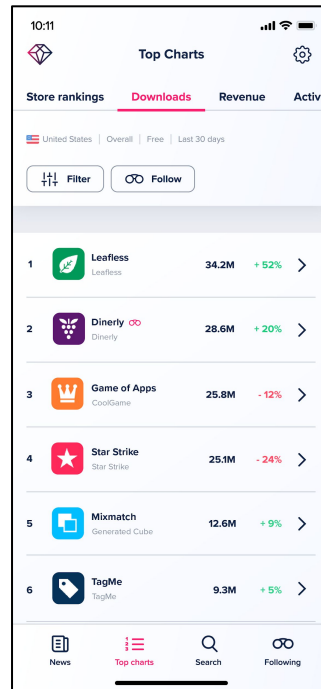 10:11
Top Charts
Store rankings Downloads Revenue Activ
United States | Overall | Free | Last 30 days
Filter Follow
1 Leafless 34.2M + 52%
Leafless
2 Dinerly 28.6M + 20%
Dinerly
3 Game of Apps 25.8M - 12%
CoolGame
4 Star Strike 25.1M - 24%
Star Strike
5 Mixmatch 12.6M + 9%
Generated Cube
6 TagMe 9.3M + 5%
TagMe
News Top charts Search Following